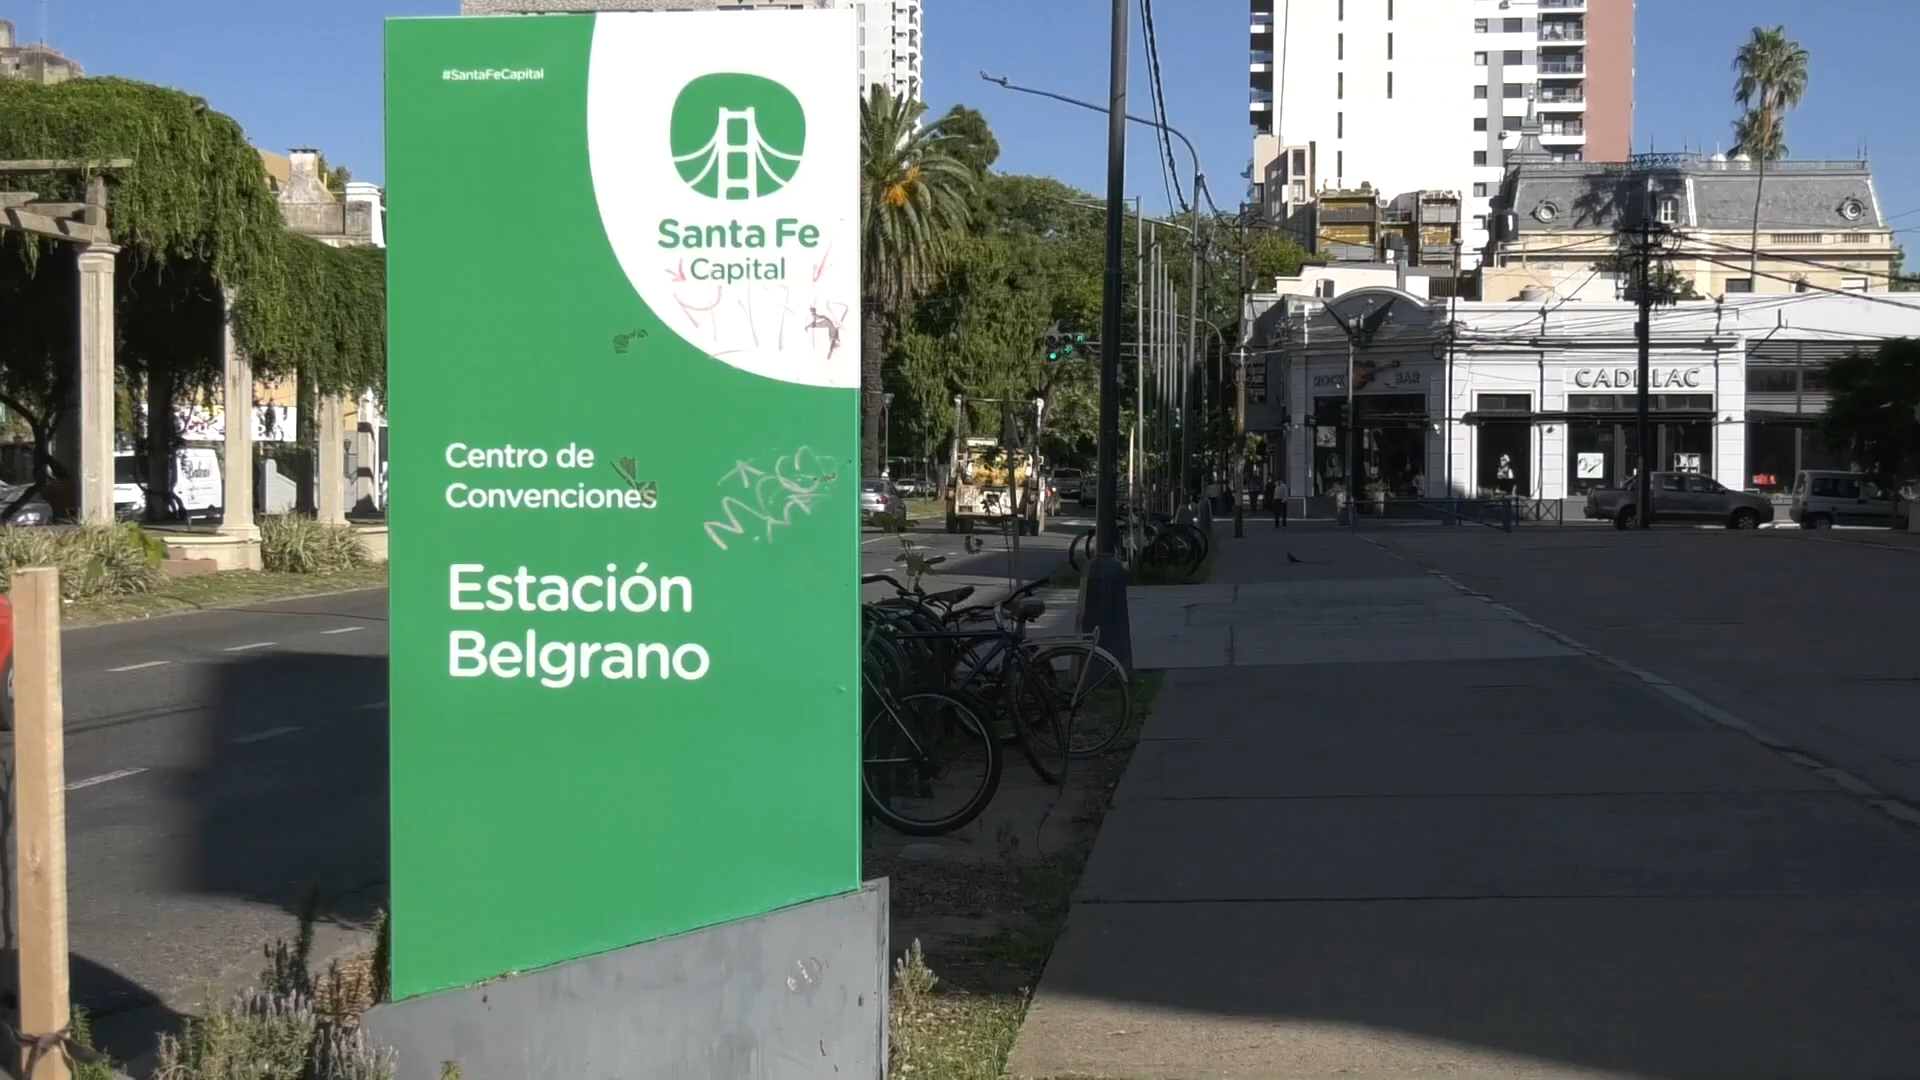 #SantaFeCapital
Santa Fe
Capital
Centro de
Convenciones
Estación
Belgrano
ROCK BAR
CADILLAC